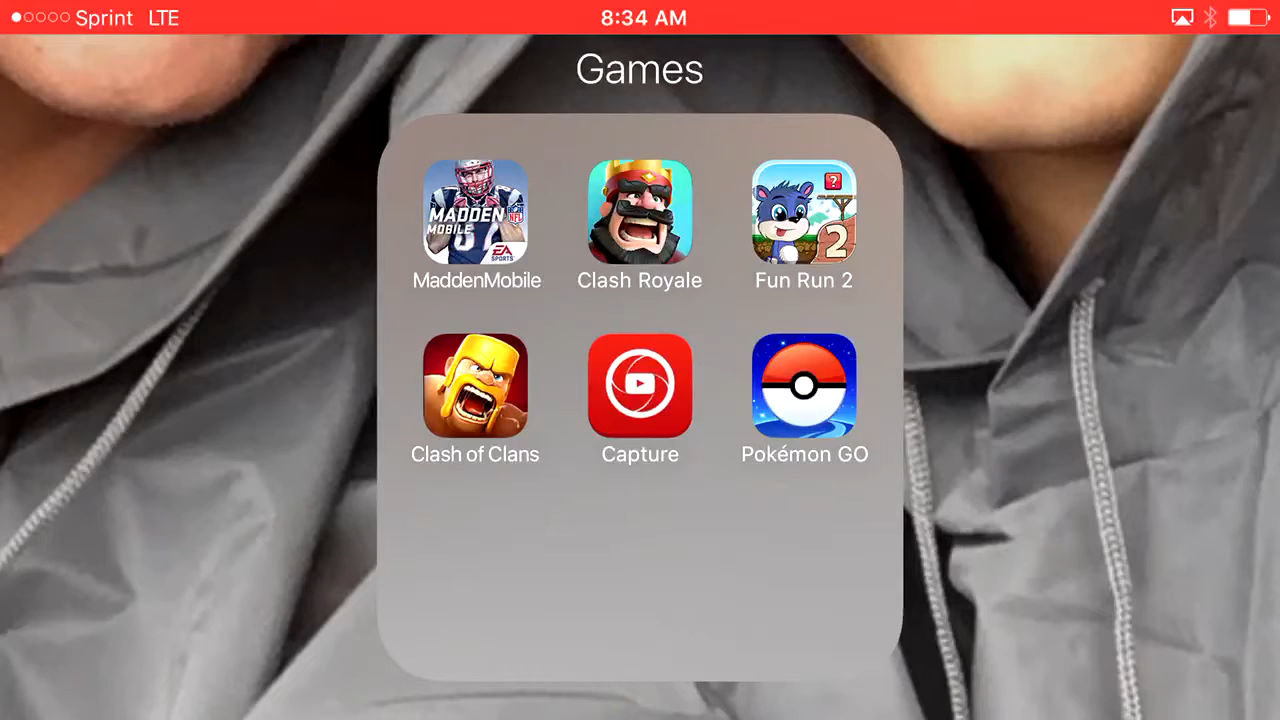 Sprint LTE 8:34 AM
Games
MADDEN
MOBILE
NFL
EA
SPORTS
?
2
MaddenMobile Clash Royale Fun Run 2
Clash of Clans Capture Pokémon GO